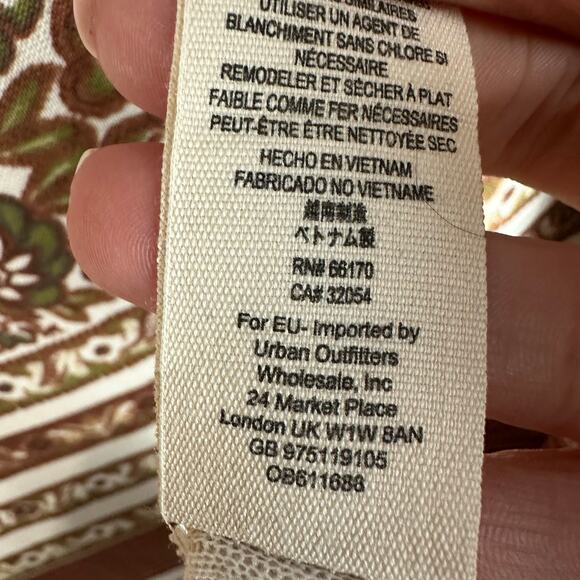 SIMILAIRES
UTILISER UN AGENT DE
BLANCHIMENT SANS CHLORE SI
NÉCESSAIRE
REMODELER ET SÉCHER À PLAT
FAIBLE COMME FER NÉCESSAIRES
PEUT-ÊTRE ÊTRE NETTOYÉE SEC
HECHO EN VIETNAM
FABRICADO NO VIETNAME
越南製造
ベトナム製
RN# 66170
CA# 32054
For EU- Imported by
Urban Outfitters
Wholesale, Inc
24 Market Place
London UK W1W 8AN
GB 975119105
OB611688